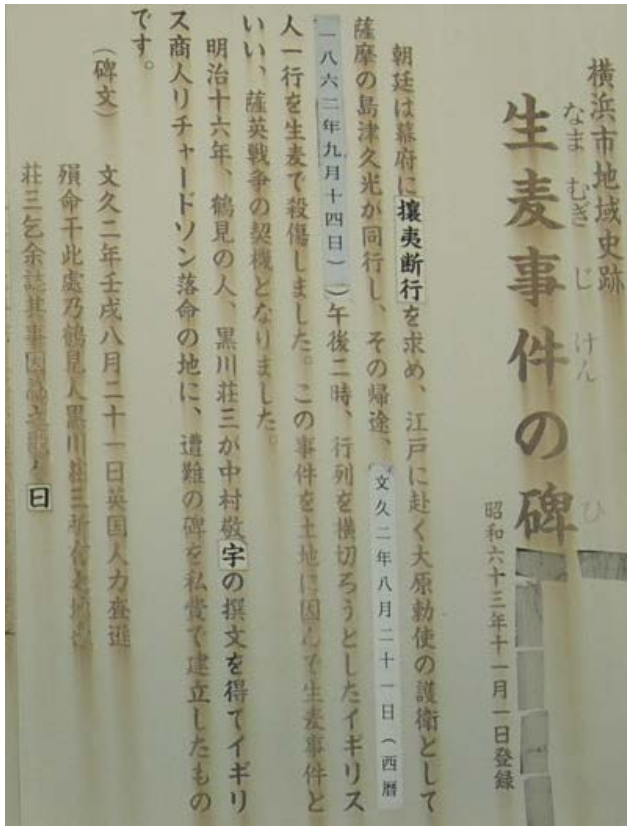 横浜市地域史跡
なまむぎじけん ひ
生麦事件の碑
昭和六十三年十一月一日登録
朝廷は幕府に攘夷断行を求め、江戸に赴く大原勅使の護衛として
薩摩の島津久光が同行し、その帰途、文久二年八月二十一日(西暦
一八六二年九月十四日))午後二時、行列を横切ろうとしたイギリス
人一行を生麦で殺傷しました。この事件を土地に因んで生麦事件と
いい、薩英戦争の契機となりました。
明治十六年、鶴見の人、黒川荘三が中村敬宇の撰文を得てイギリ
ス商人リチャードソン落命の地に、遭難の碑を私費で建立したもの
です。
(碑文) 文久二年壬戌八月二十一日英国人力査遜
殞命干此處乃鶴見人黒川荘三所有之地也
荘三乞余誌其事因為之歌 曰